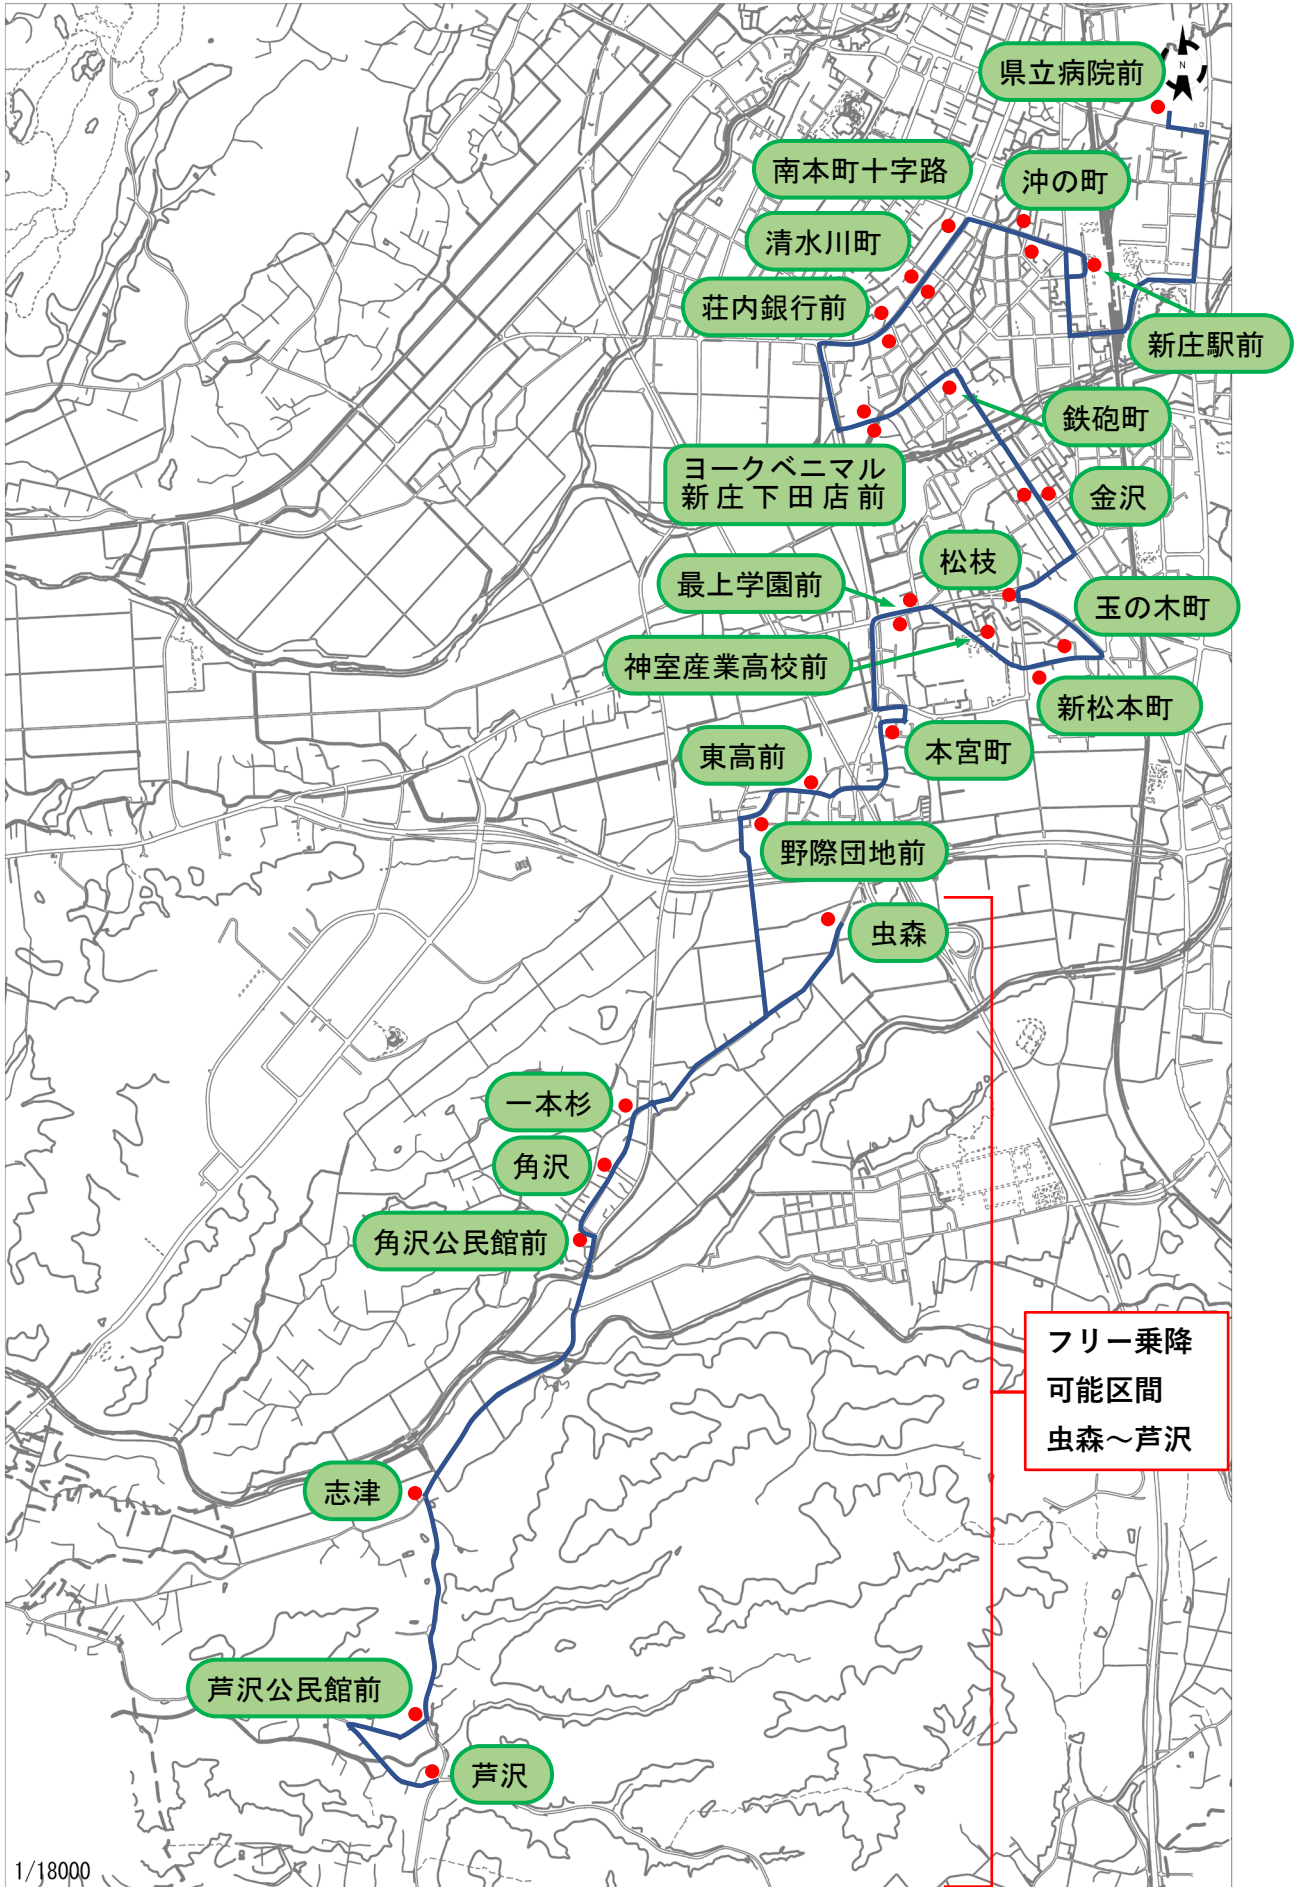 県立病院前
N
南本町十字路
沖の町
清水川町
荘内銀行前
新庄駅前
鉄砲町
ヨークベニマル
新庄下田店前
金沢
松枝
最上学園前
玉の木町
神室産業高校前
新松本町
本宮町
東高前
野際団地前
虫森
一本杉
角沢
角沢公民館前
フリー乗降
可能区間
虫森～芦沢
志津
芦沢公民館前
芦沢
1/18000